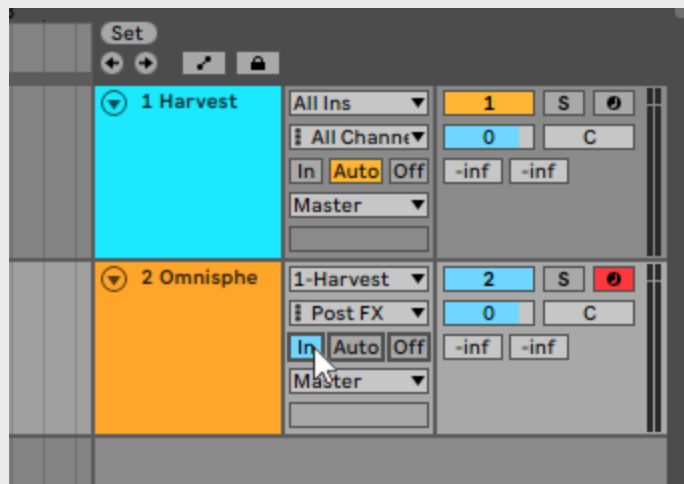 Set
1 Harvest All Ins 1 S
All Channe 0 C
In Auto Off -inf -inf
Master
2 Omnisphe 1-Harvest 2 S
Post FX 0 C
In Auto Off -inf -inf
Master